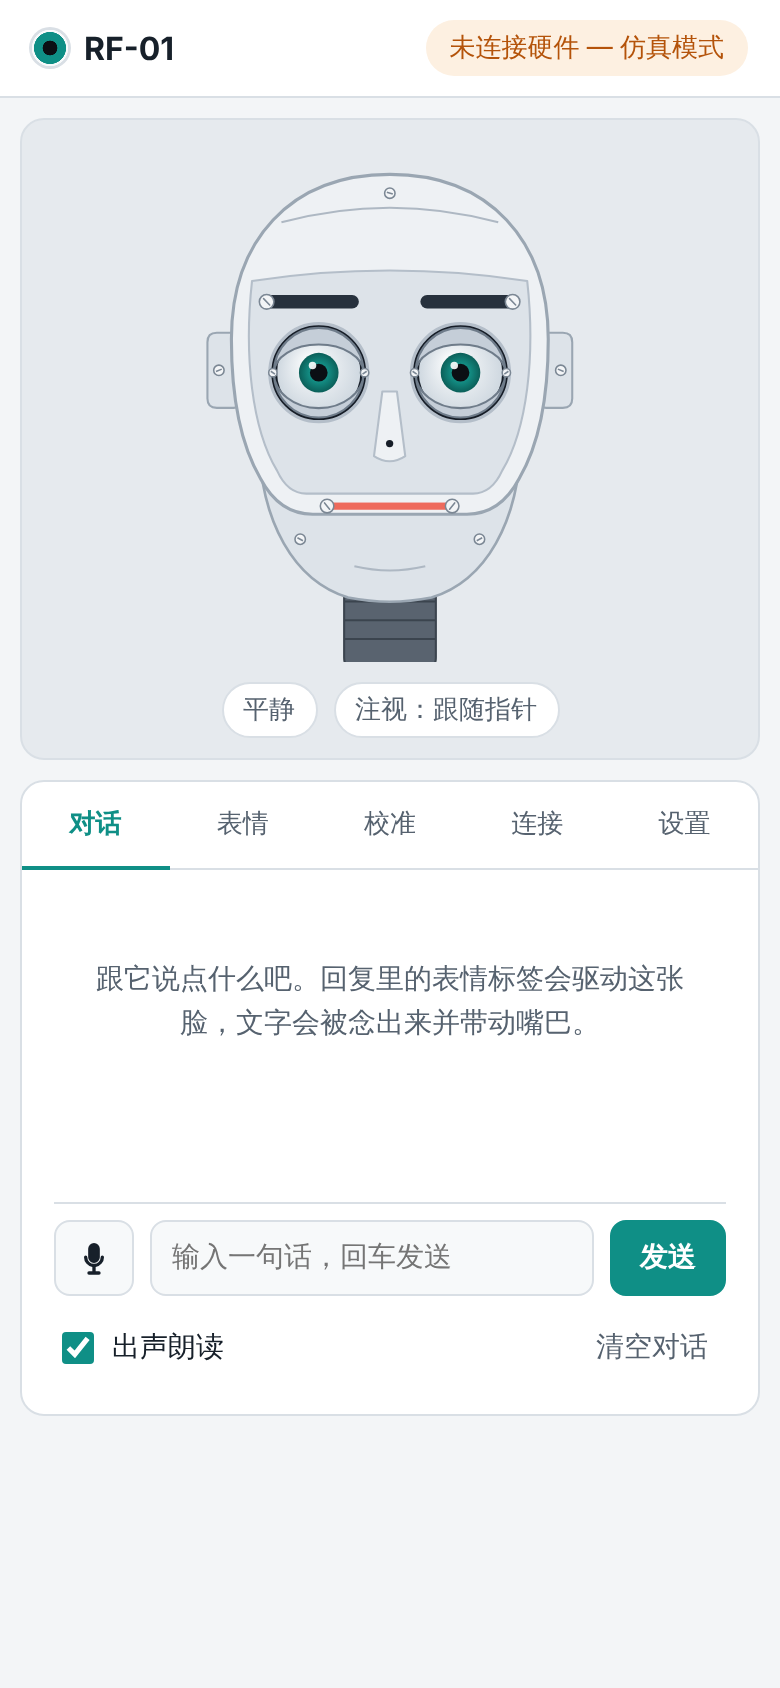 RF-01
未连接硬件 — 仿真模式
平静
注视：跟随指针
对话
表情
校准
连接
设置
跟它说点什么吧。回复里的表情标签会驱动这张
脸，文字会被念出来并带动嘴巴。
输入一句话，回车发送
发送
出声朗读
清空对话